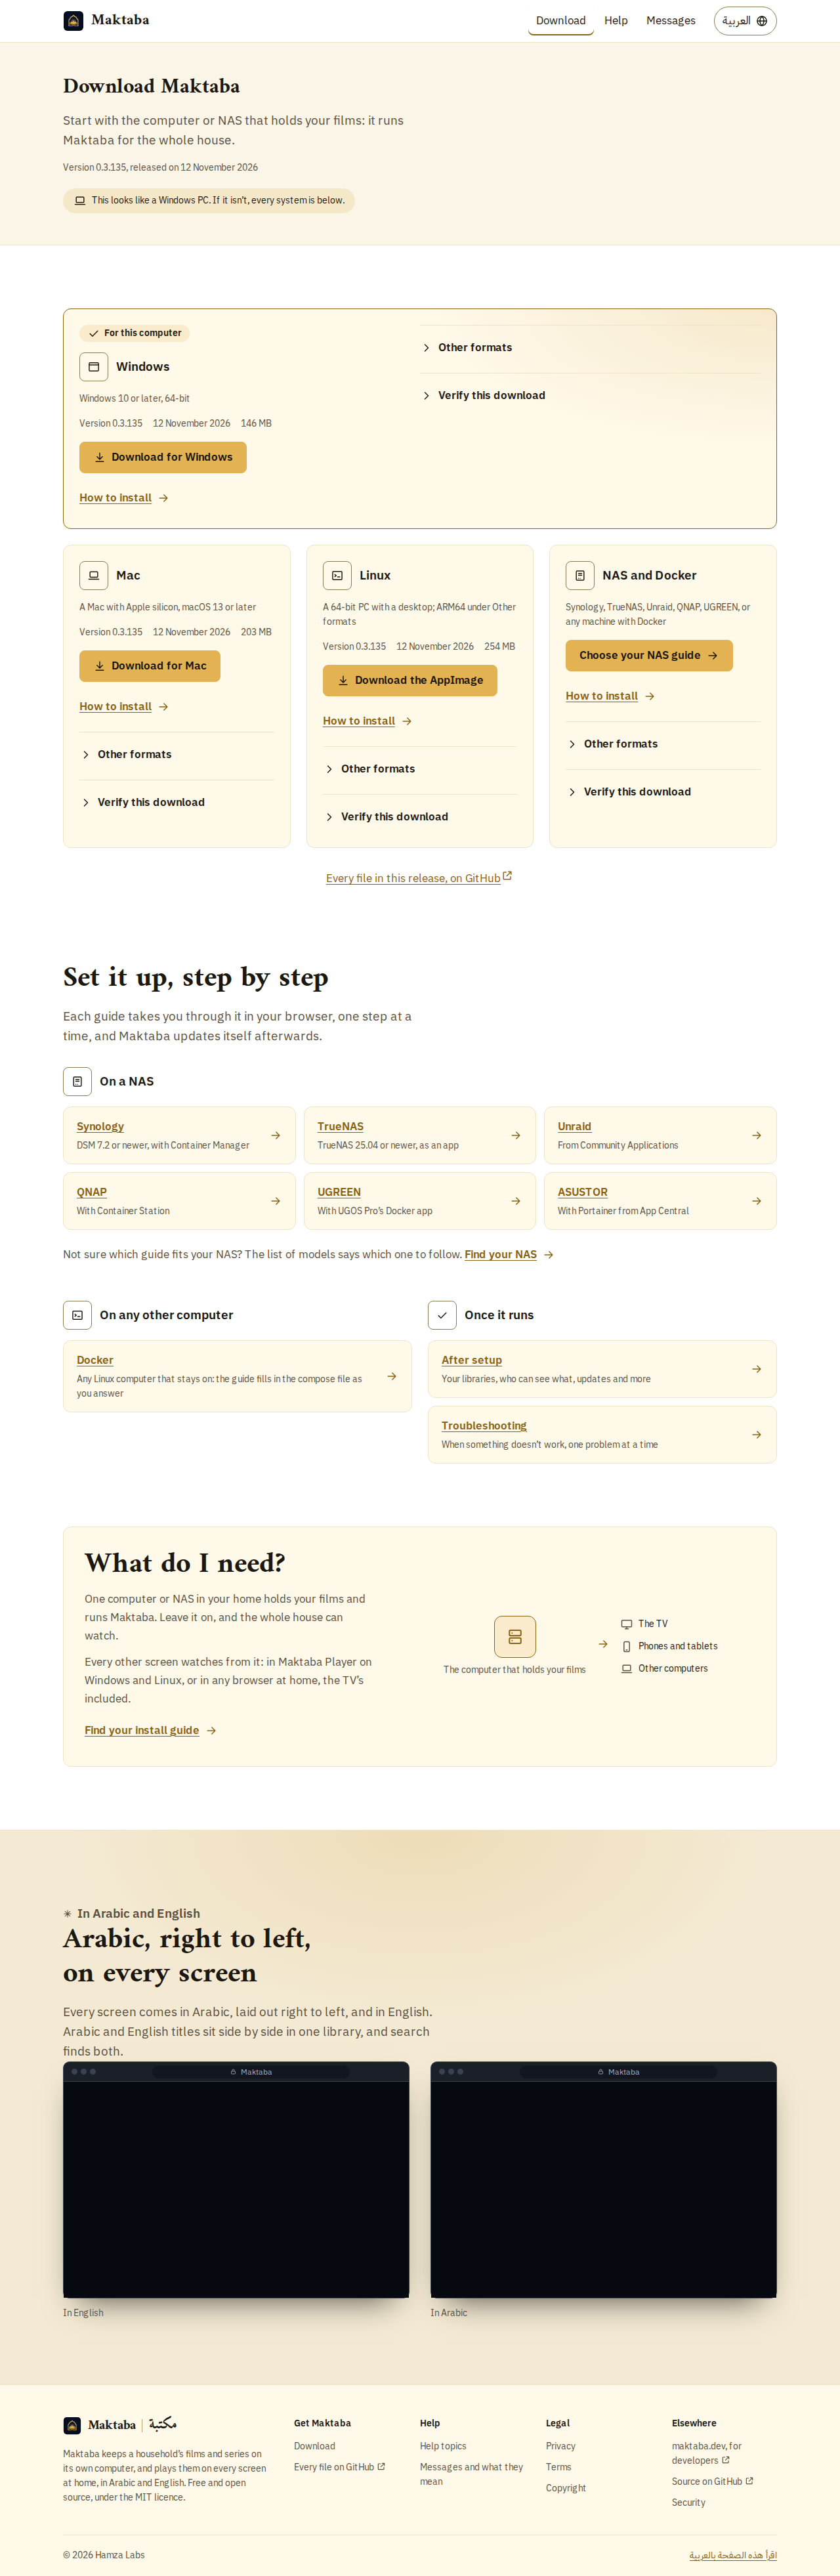 Maktaba
Download
Help
Messages
العربية
Download Maktaba
Start with the computer or NAS that holds your films: it runs
Maktaba for the whole house.
Version 0.3.135, released on 12 November 2026
This looks like a Windows PC. If it isn’t, every system is below.
For this computer
Windows
Windows 10 or later, 64-bit
Version 0.3.135 12 November 2026 146 MB
Download for Windows
How to install
Other formats
Verify this download
Mac
A Mac with Apple silicon, macOS 13 or later
Version 0.3.135 12 November 2026 203 MB
Download for Mac
How to install
Other formats
Verify this download
Linux
A 64-bit PC with a desktop; ARM64 under Other
formats
Version 0.3.135 12 November 2026 254 MB
Download the AppImage
How to install
Other formats
Verify this download
NAS and Docker
Synology, TrueNAS, Unraid, QNAP, UGREEN, or
any machine with Docker
Choose your NAS guide
How to install
Other formats
Verify this download
Every file in this release, on GitHub
Set it up, step by step
Each guide takes you through it in your browser, one step at a
time, and Maktaba updates itself afterwards.
On a NAS
Synology
DSM 7.2 or newer, with Container Manager
TrueNAS
TrueNAS 25.04 or newer, as an app
Unraid
From Community Applications
QNAP
With Container Station
UGREEN
With UGOS Pro’s Docker app
ASUSTOR
With Portainer from App Central
Not sure which guide fits your NAS? The list of models says which one to follow. Find your NAS
On any other computer
Docker
Any Linux computer that stays on: the guide fills in the compose file as
you answer
Once it runs
After setup
Your libraries, who can see what, updates and more
Troubleshooting
When something doesn’t work, one problem at a time
What do I need?
One computer or NAS in your home holds your films and
runs Maktaba. Leave it on, and the whole house can
watch.
Every other screen watches from it: in Maktaba Player on
Windows and Linux, or in any browser at home, the TV’s
included.
Find your install guide
The computer that holds your films
The TV
Phones and tablets
Other computers
In Arabic and English
Arabic, right to left,
on every screen
Every screen comes in Arabic, laid out right to left, and in English.
Arabic and English titles sit side by side in one library, and search
finds both.
Maktaba
Maktaba
In English
In Arabic
Maktaba | مكتبة
Maktaba keeps a household’s films and series on
its own computer, and plays them on every screen
at home, in Arabic and English. Free and open
source, under the MIT licence.
Get Maktaba
Download
Every file on GitHub
Help
Help topics
Messages and what they
mean
Legal
Privacy
Terms
Copyright
Elsewhere
maktaba.dev, for
developers
Source on GitHub
Security
© 2026 Hamza Labs
اقرأ هذه الصفحة بالعربية